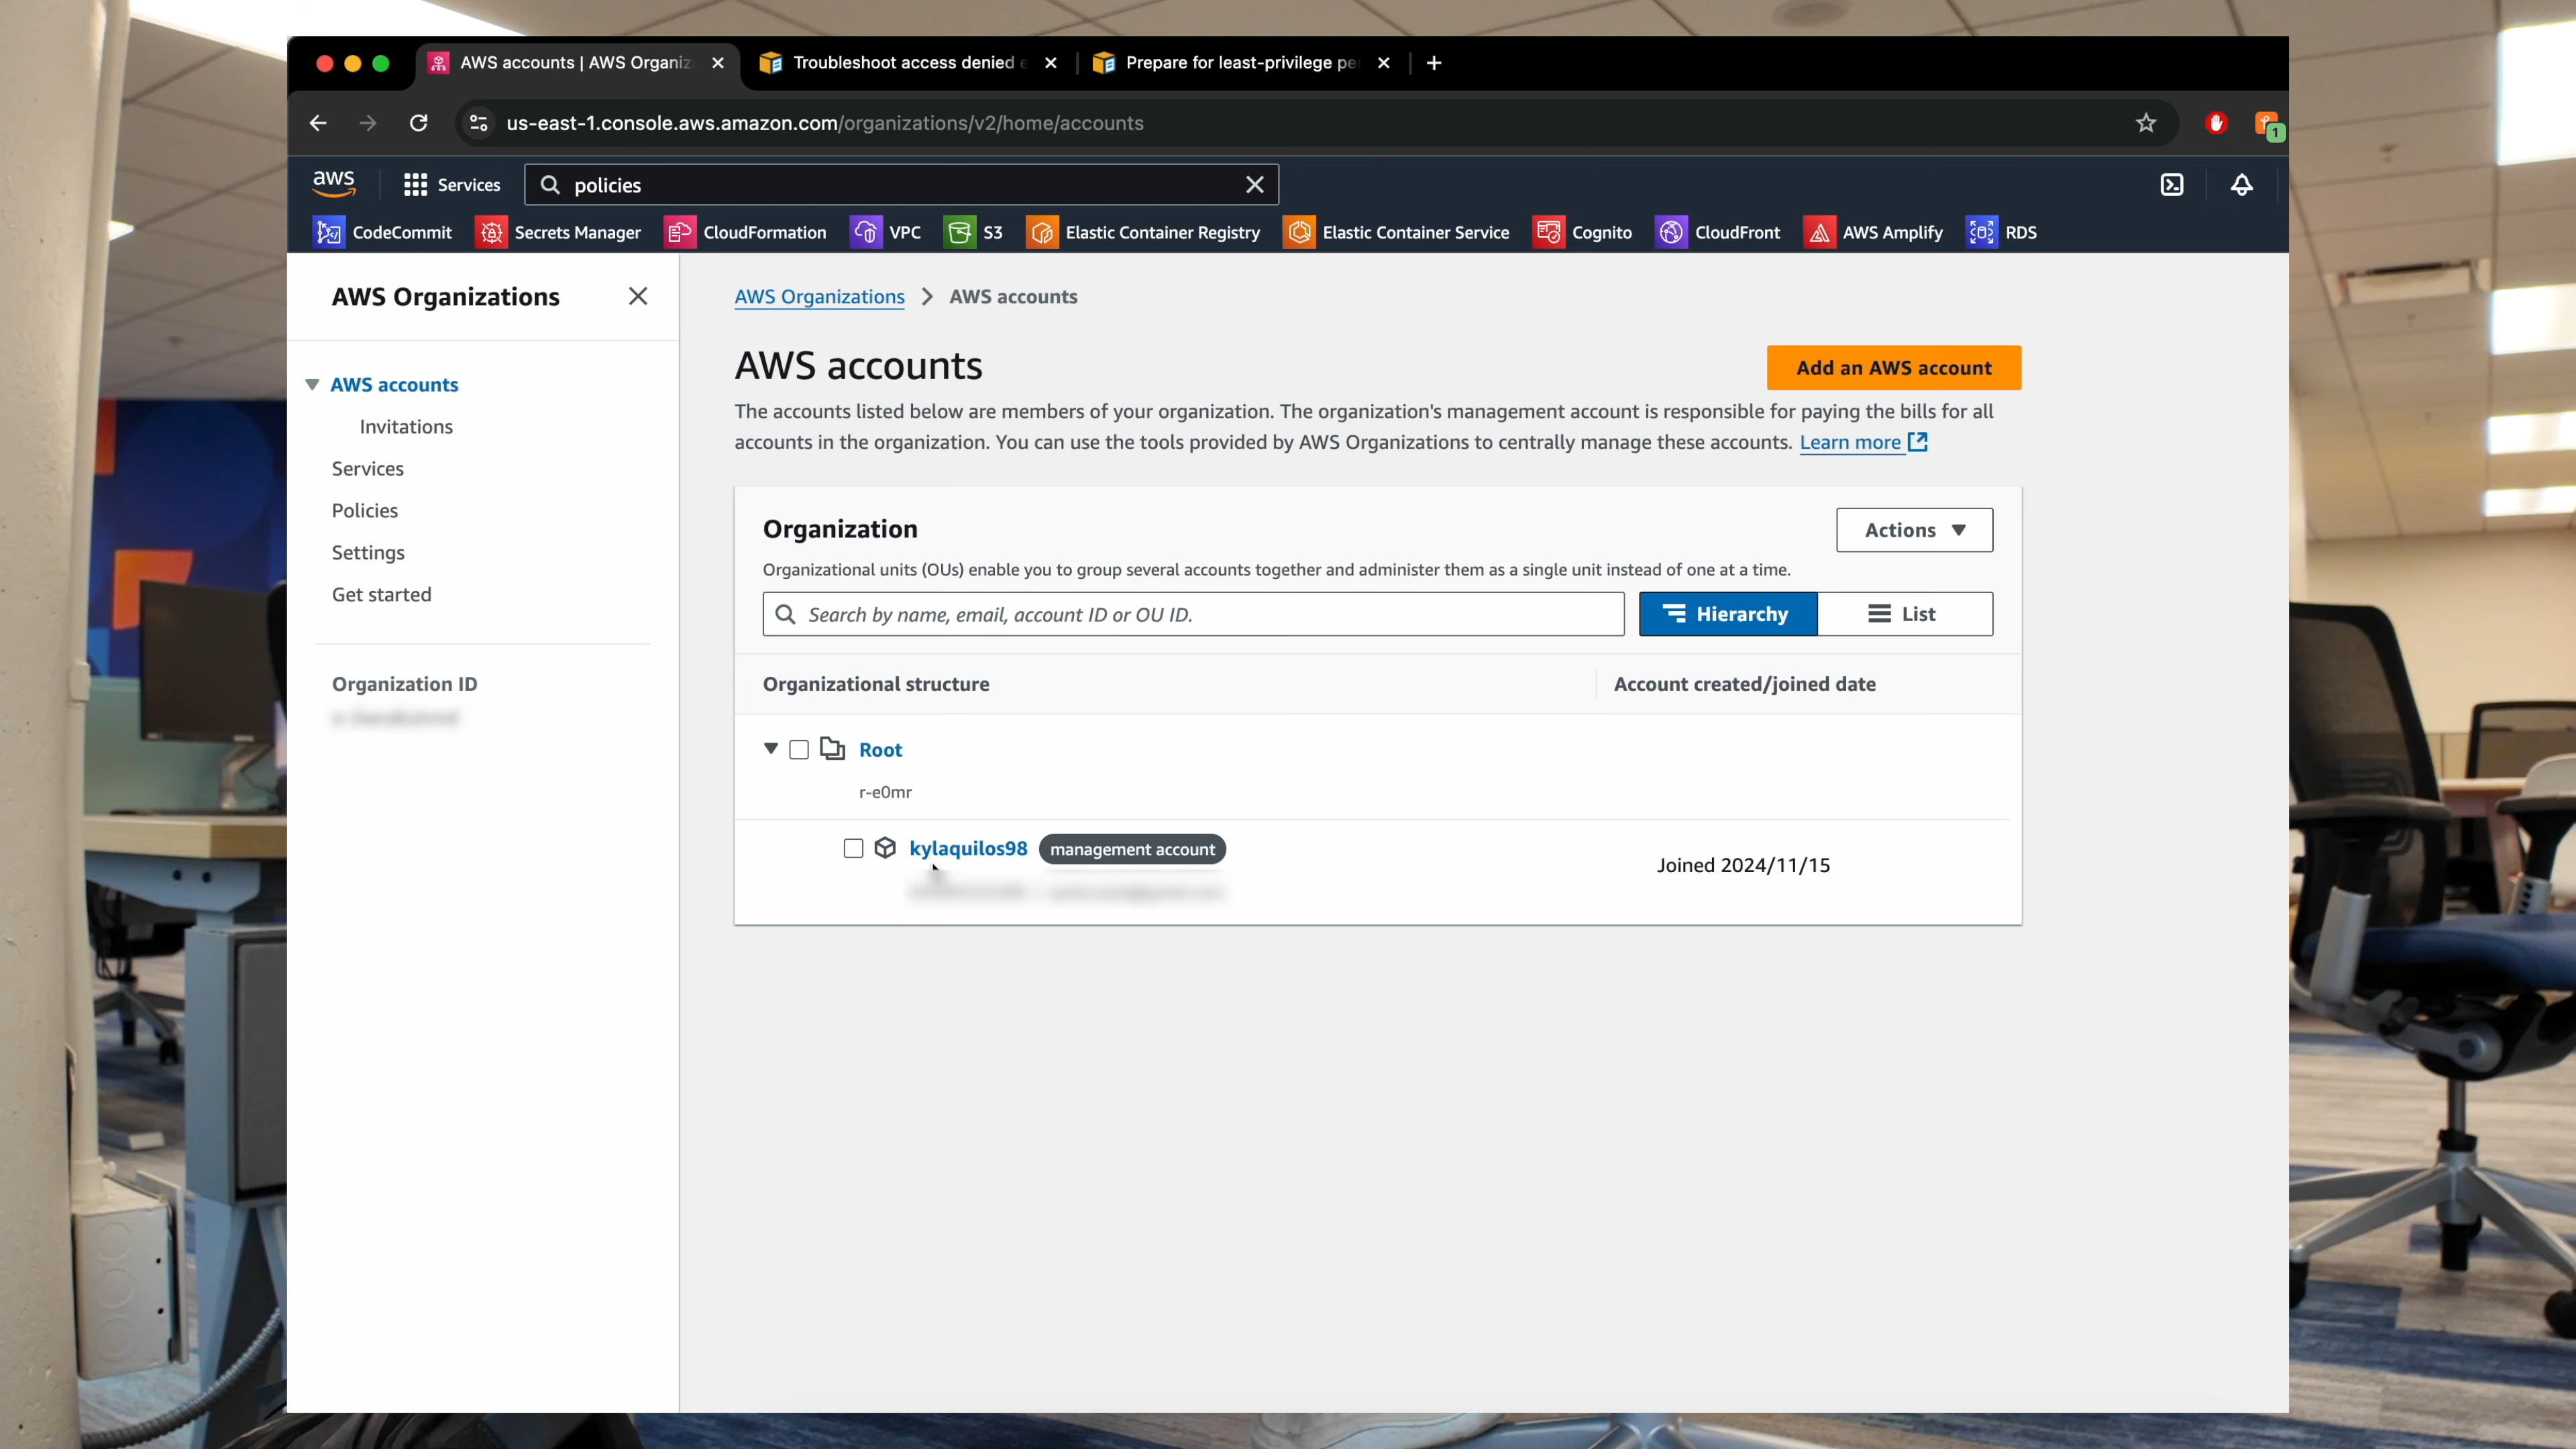 AWS accounts | AWS Organiz
Troubleshoot access denied e
Prepare for least-privilege pe
us-east-1.console.aws.amazon.com/organizations/v2/home/accounts
1
aws
Services
policies
CodeCommit
Secrets Manager
CloudFormation
VPC
S3
Elastic Container Registry
Elastic Container Service
Cognito
CloudFront
AWS Amplify
RDS
AWS Organizations
AWS accounts
Invitations
Services
Policies
Settings
Get started
Organization ID
AWS Organizations > AWS accounts
AWS accounts
Add an AWS account
The accounts listed below are members of your organization. The organization's management account is responsible for paying the bills for all
accounts in the organization. You can use the tools provided by AWS Organizations to centrally manage these accounts. Learn more
Organization
Actions
Organizational units (OUs) enable you to group several accounts together and administer them as a single unit instead of one at a time.
Search by name, email, account ID or OU ID.
Hierarchy
List
Organizational structure
Account created/joined date
Root
r-e0mr
kylaquilos98
management account
Joined 2024/11/15